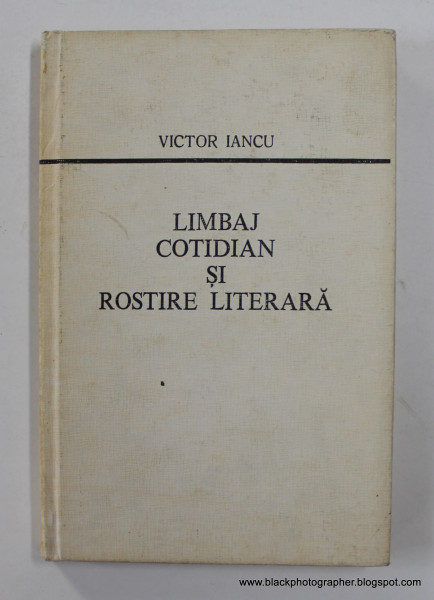 VICTOR IANCU
LIMBAJ
COTIDIAN
ȘI
ROSTIRE LITERARĂ
www.blackphotographer.blogspot.com